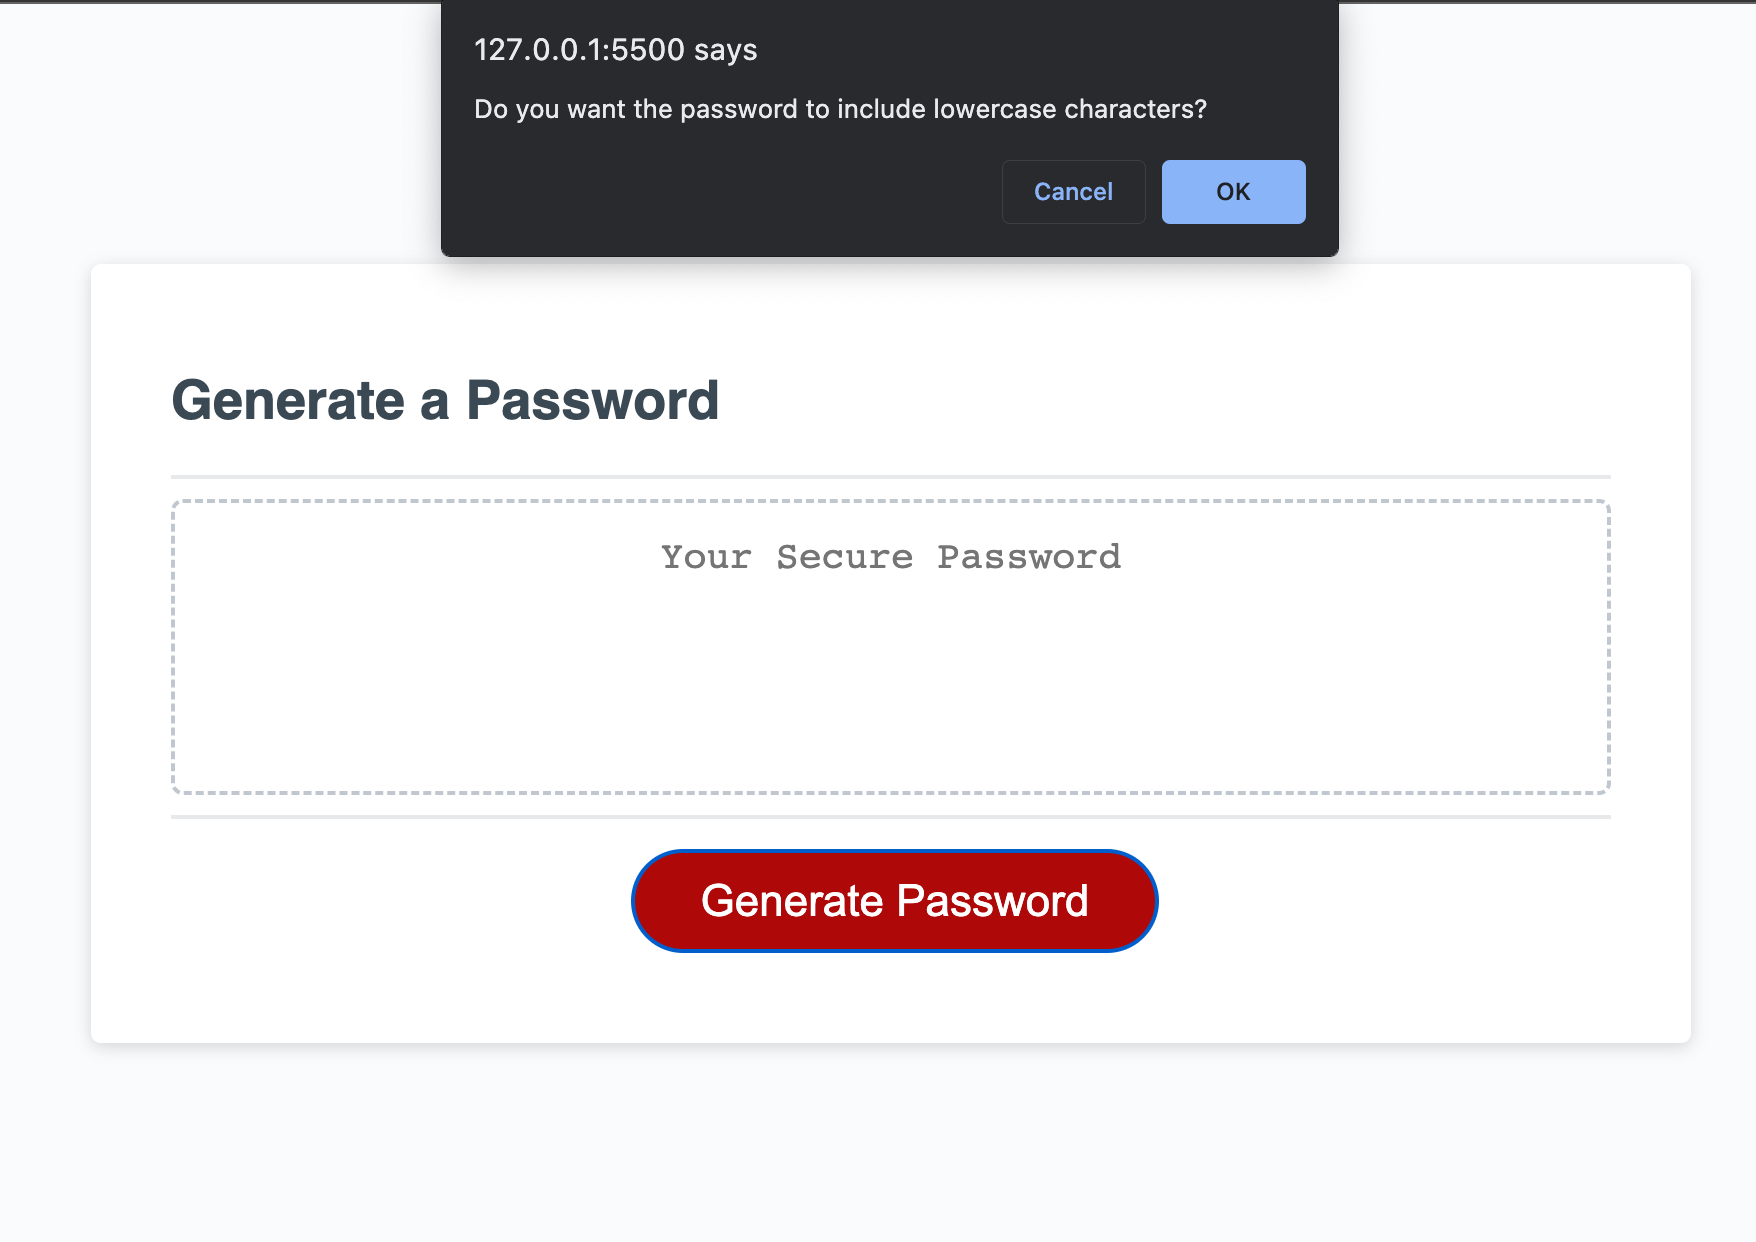 127.0.0.1:5500 says
Do you want the password to include lowercase characters?
Cancel OK
Generate a Password
Your Secure Password
Generate Password